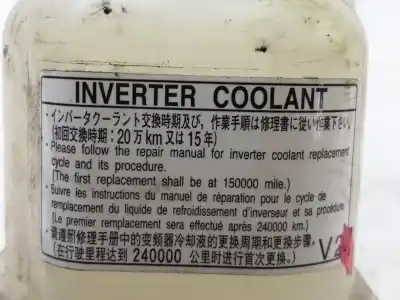 INVERTER COOLANT
・インバータクーラント交換時期及び，作業手順は修理書に従い作業下さい。
(初回交換時期：20万km又は15年)
・Please follow the repair manual for inverter coolant replacement
cycle and its procedure.
(The first replacement shall be at 150000 mile.)
・Suivre les instructions du manuel de réparation pour le cycle de
remplacement du liquide de refroidissement d'inverseur et sa procédure.
(Le premier remplacement sera effectué après 240000 km.)
・请遵照修理手册中的变频器冷却液的更换周期和更换步骤。
(在行驶里程达到 240000 公里时进行首次更换。)